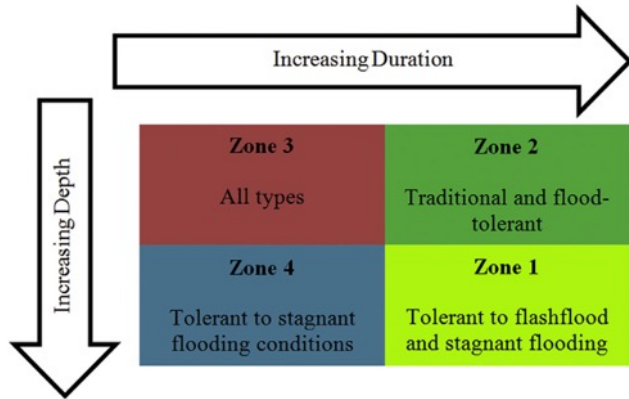 Increasing Duration
Increasing Depth
Zone 3
All types
Zone 2
Traditional and flood-
tolerant
Zone 4
Tolerant to stagnant
flooding conditions
Zone 1
Tolerant to flashflood
and stagnant flooding